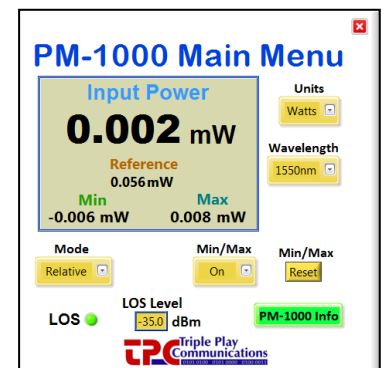 PM-1000 Main Menu
Input Power
0.002 mW
Reference
0.056 mW
Min Max
-0.006 mW 0.008 mW
Units
Watts
Wavelength
1550nm
Mode Min/Max Min/Max
Relative On Reset
LOS LOS Level
-35.0 dBm
PM-1000 Info
TPC Triple Play
Communications